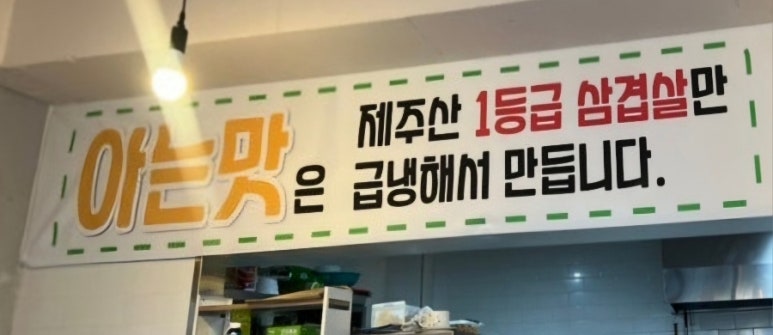 아는맛은
제주산 1등급 삼겹살만
급냉해서 만듭니다.